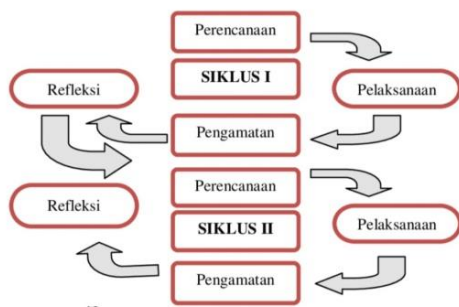 Perencanaan
SIKLUS I
Refleksi
Pelaksanaan
Pengamatan
Perencanaan
Refleksi
SIKLUS II
Pelaksanaan
Pengamatan